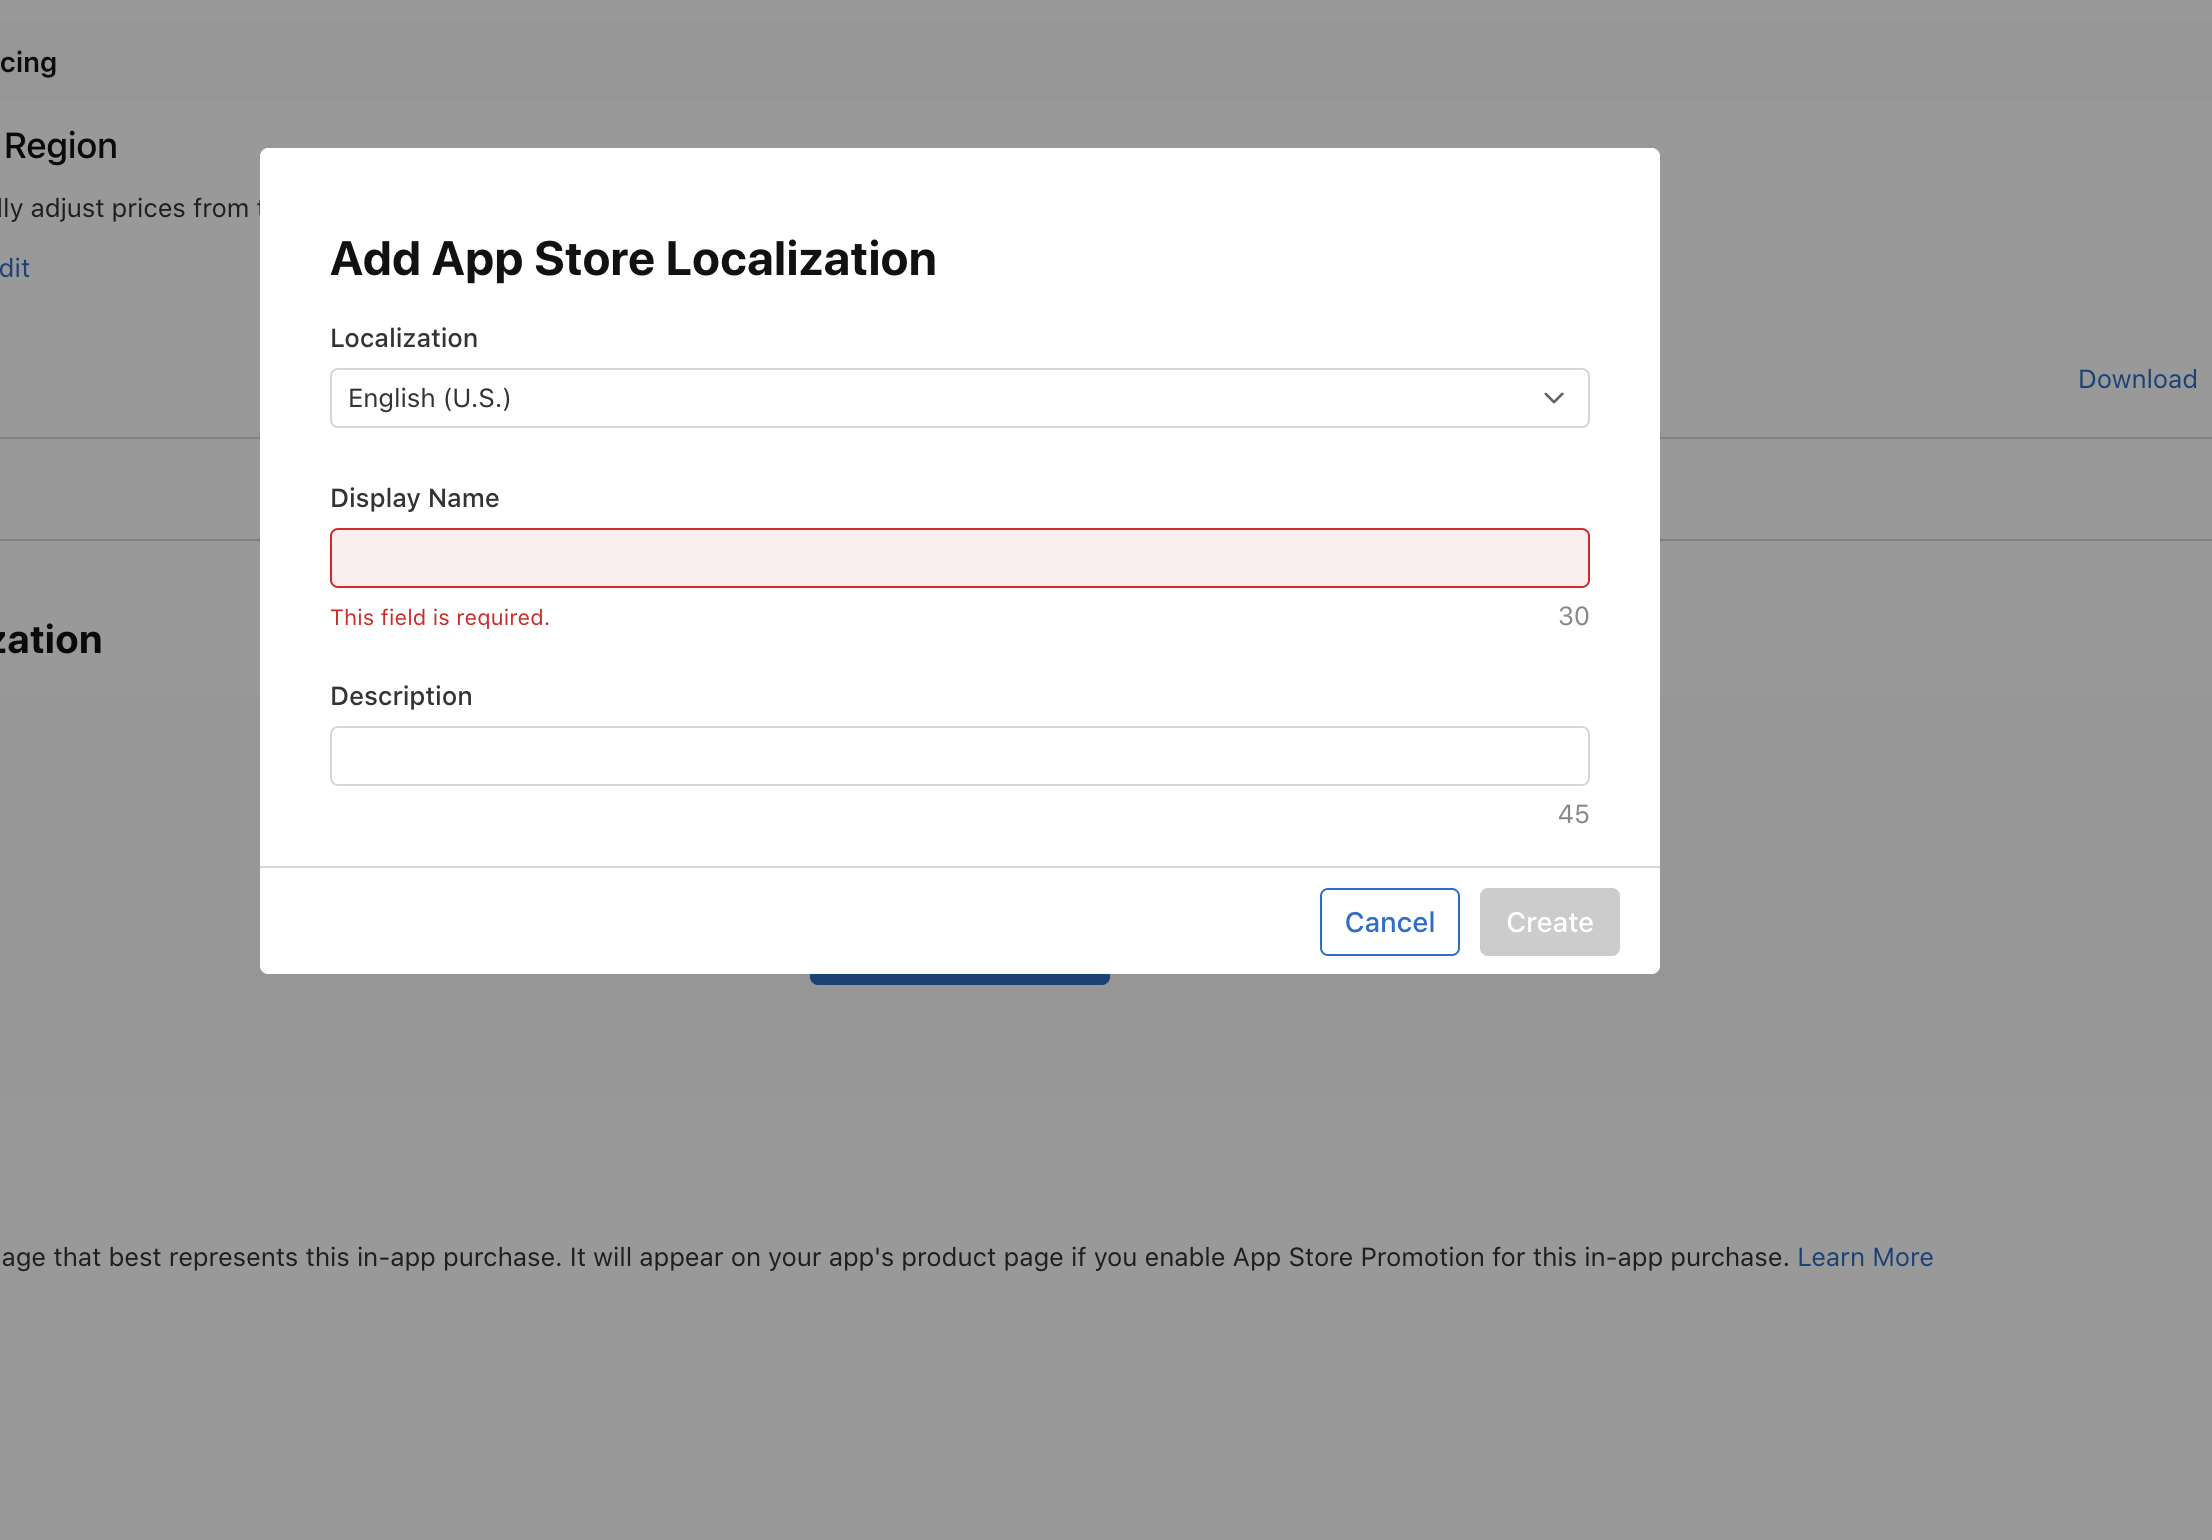 cing
Region
lly adjust prices from
dit
Download
zation
Add App Store Localization
Localization
English (U.S.)
Display Name
This field is required.
30
Description
45
Cancel
Create
age that best represents this in-app purchase. It will appear on your app's product page if you enable App Store Promotion for this in-app purchase. Learn More